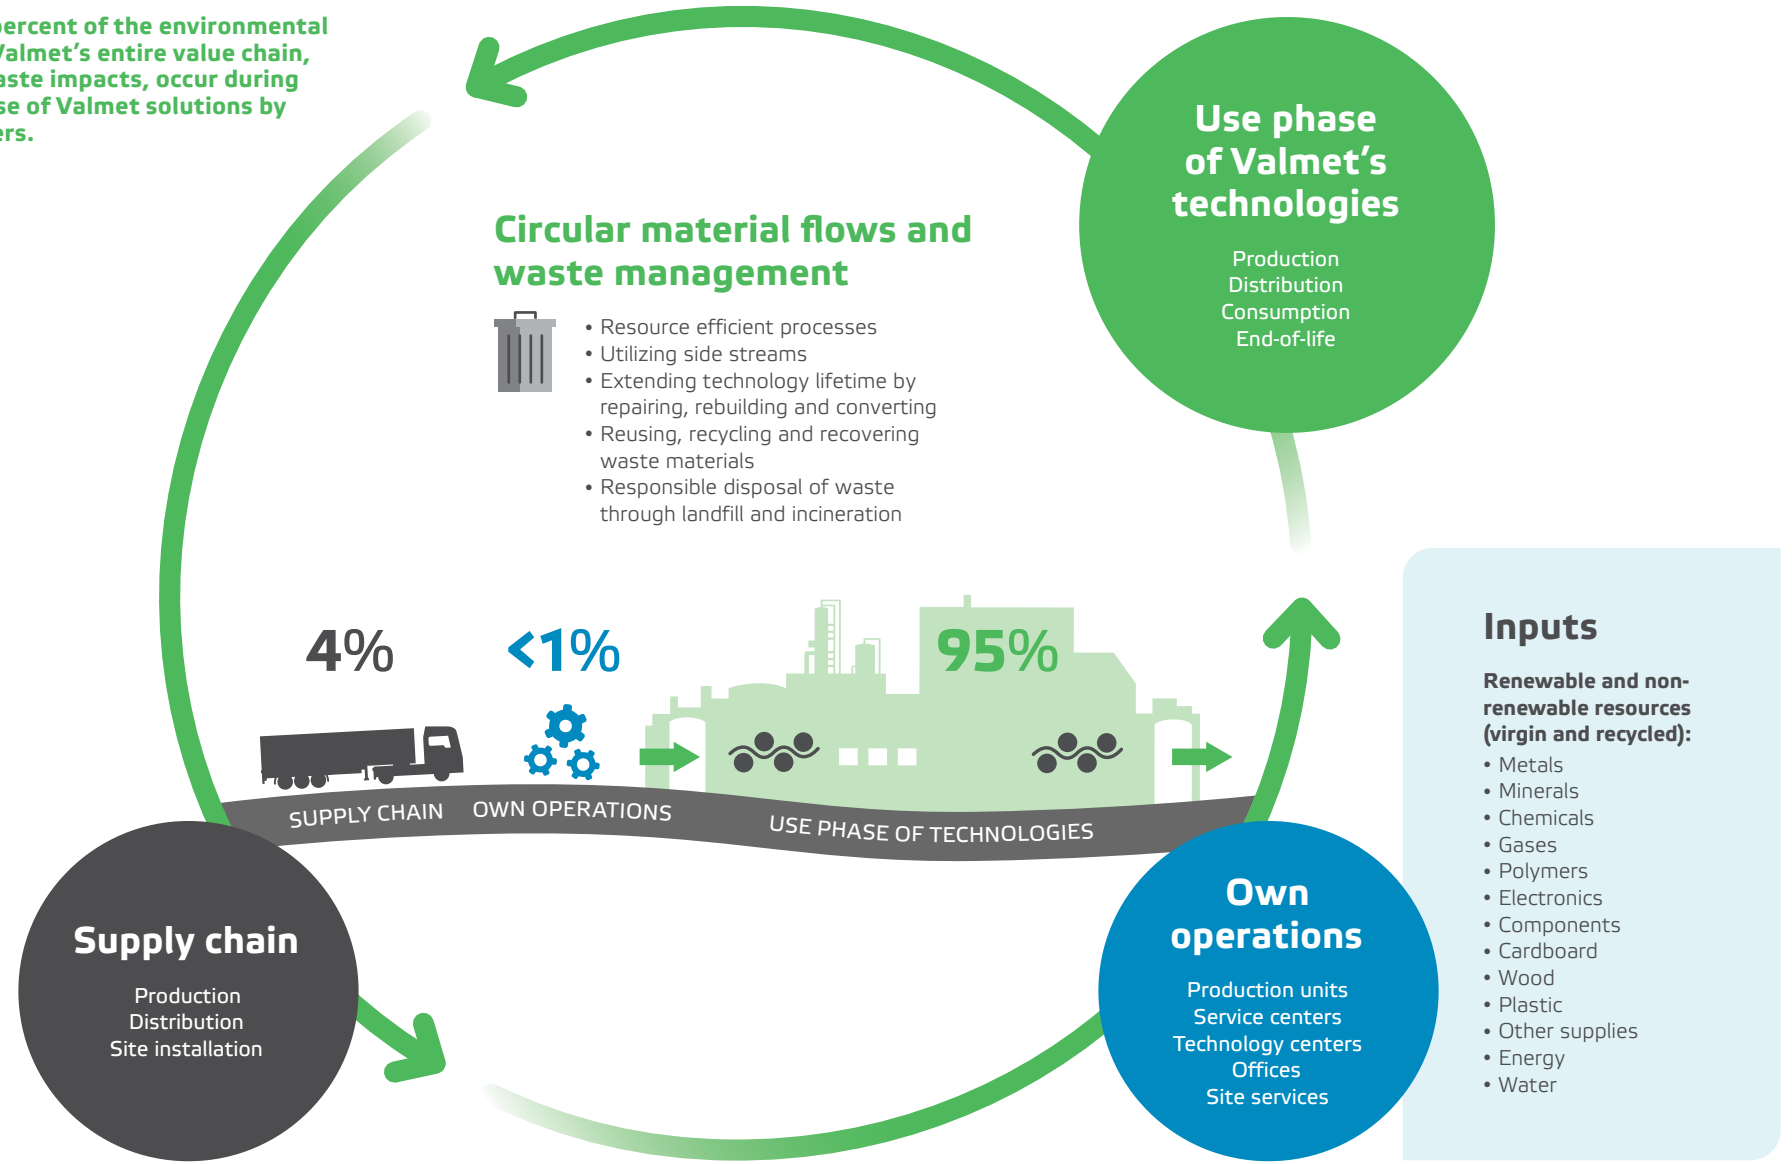 percent of the environmental
Valmet's entire value chain,
impacts, occur during
of Valmet solutions by
Use phase
of Valmet's
technologies
Production
Distribution
Consumption
End-of-life
Circular material flows and
waste management
• Resource efficient processes
• Utilizing side streams
• Extending technology lifetime by
repairing, rebuilding and converting
• Reusing, recycling and recovering
waste materials
• Responsible disposal of waste
through landfill and incineration
4%
<1%
95%
SUPPLY CHAIN
OWN OPERATIONS
USE PHASE OF TECHNOLOGIES
Supply chain
Production
Distribution
Site installation
Own
operations
Production units
Service centers
Technology centers
Offices
Site services
Inputs
Renewable and non-
renewable resources
(virgin and recycled):
• Metals
• Minerals
• Chemicals
• Gases
• Polymers
• Electronics
• Components
• Cardboard
• Wood
• Plastic
• Other supplies
• Energy
• Water